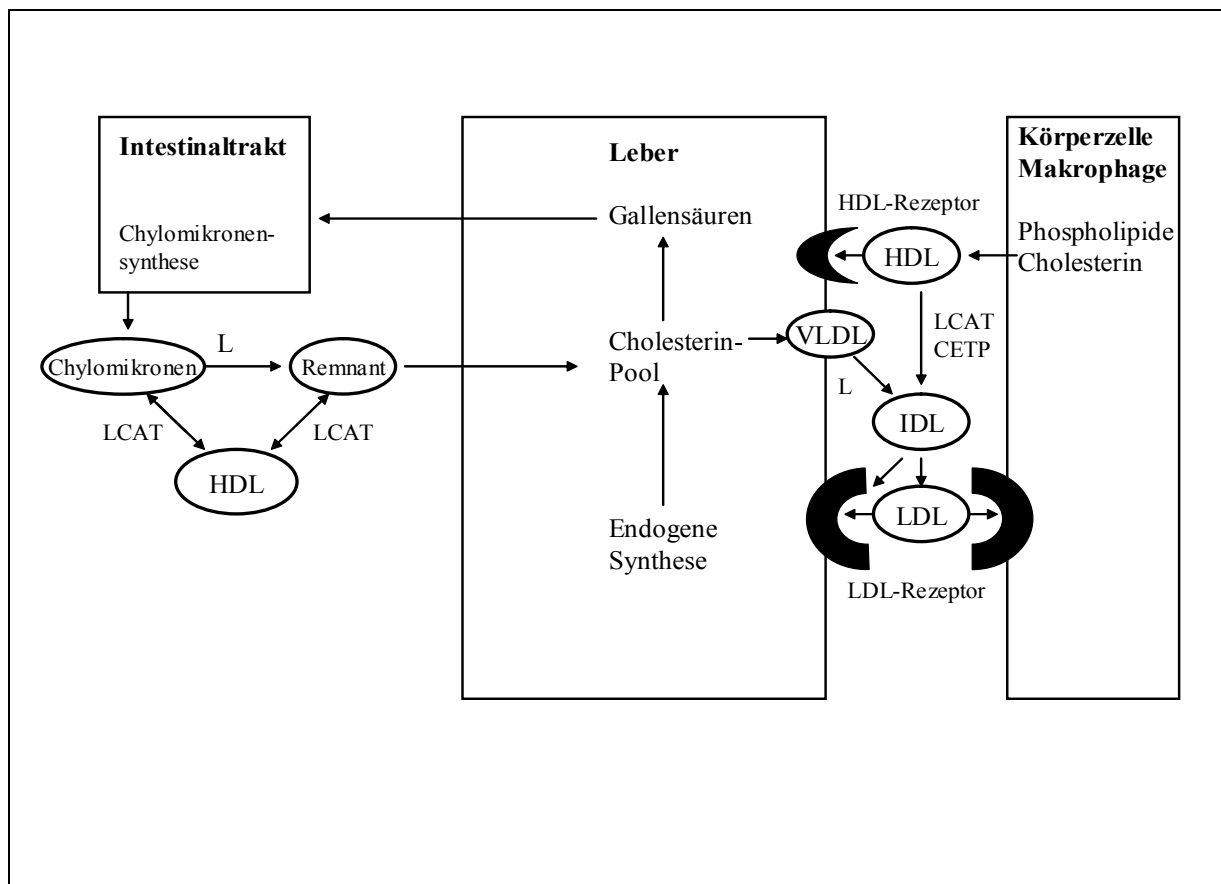 Intestinaltrakt
Chylomikronen-
synthese
Chylomikronen
L
Remnant
LCAT
LCAT
HDL
Leber
Gallensäuren
Cholesterin-
Pool
Endogene
Synthese
HDL-Rezeptor
HDL
VLDL
LCAT
CETP
L
IDL
LDL
LDL-Rezeptor
Körperzelle
Makrophage
Phospholipide
Cholesterin